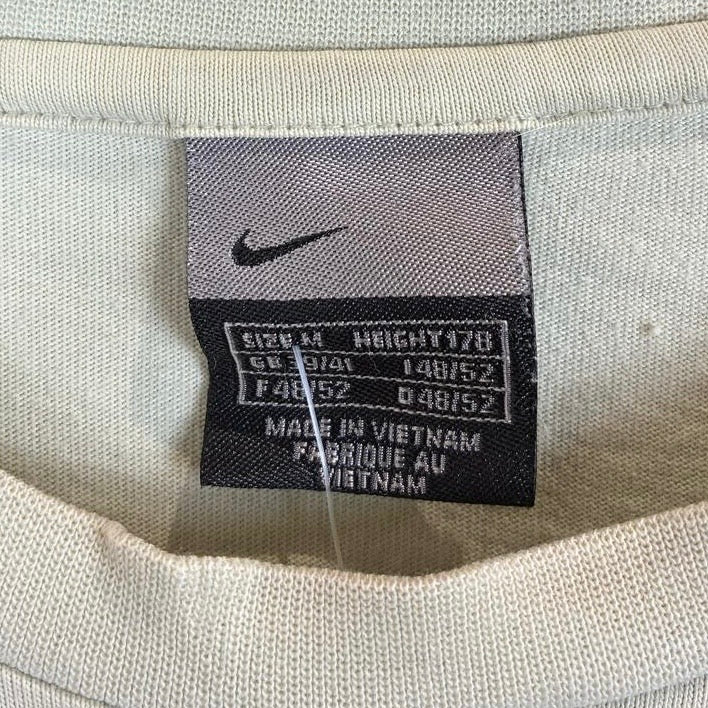 SIZE M HEIGHT 178
GB 39/41 I 48/52
F 48/52 D 48/52
MADE IN VIETNAM
FABRIQUE AU
VIETNAM